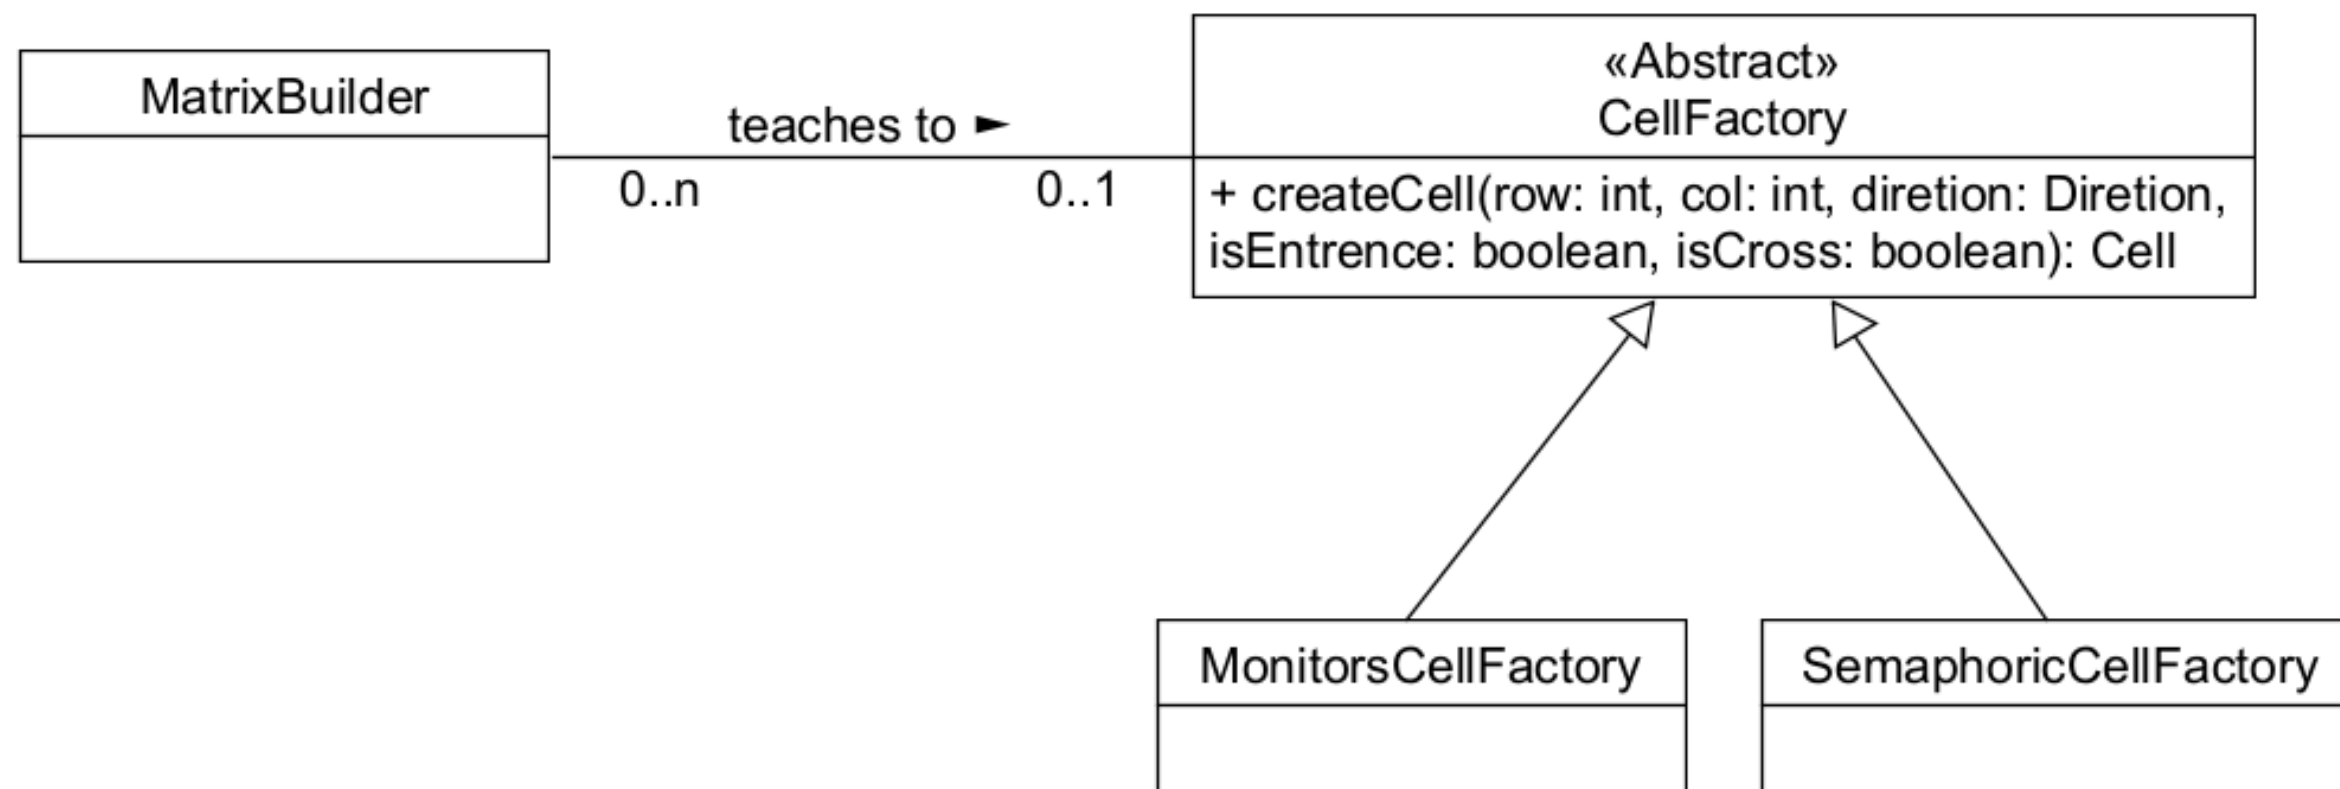 MatrixBuilder
teaches to ►
0..n
0..1
«Abstract»
CellFactory
+ createCell(row: int, col: int, diretion: Diretion,
isEntrence: boolean, isCross: boolean): Cell
MonitorsCellFactory
SemaphoricCellFactory